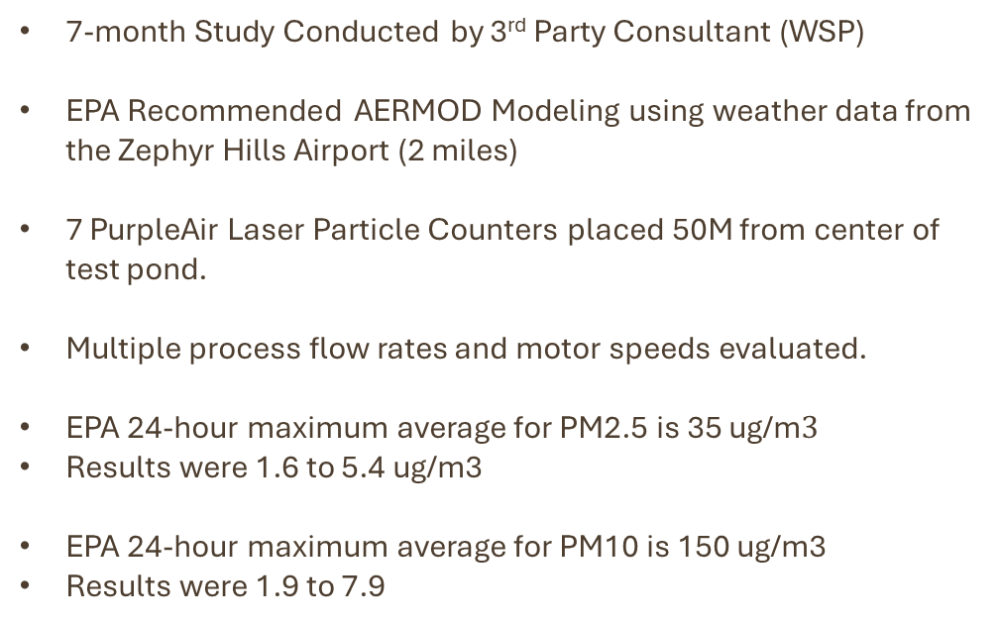 • 7-month Study Conducted by 3rd Party Consultant (WSP)
• EPA Recommended AERMOD Modeling using weather data from
the Zephyr Hills Airport (2 miles)
• 7 PurpleAir Laser Particle Counters placed 50M from center of
test pond.
• Multiple process flow rates and motor speeds evaluated.
• EPA 24-hour maximum average for PM2.5 is 35 ug/m3
• Results were 1.6 to 5.4 ug/m3
• EPA 24-hour maximum average for PM10 is 150 ug/m3
• Results were 1.9 to 7.9